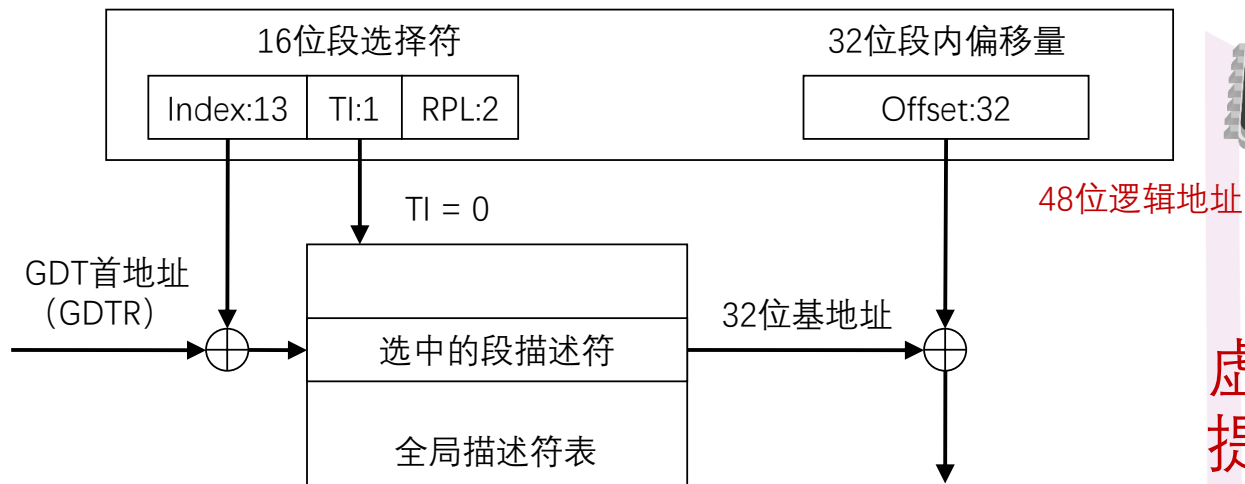 16位段选择符
32位段内偏移量
Index:13
TI:1
RPL:2
Offset:32
48位逻辑地址
TI = 0
GDT首地址
（GDTR）
32位基地址
选中的段描述符
全局描述符表
虚
提